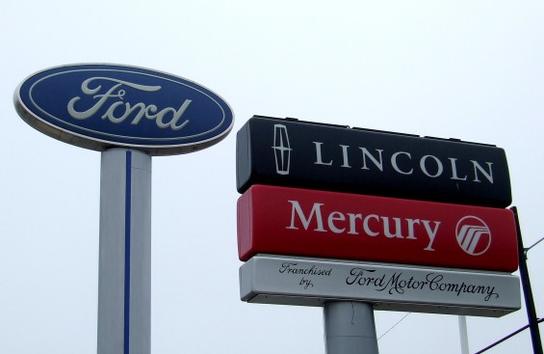 Ford
LINCOLN
Mercury
Franchised
by,
Ford Motor Company